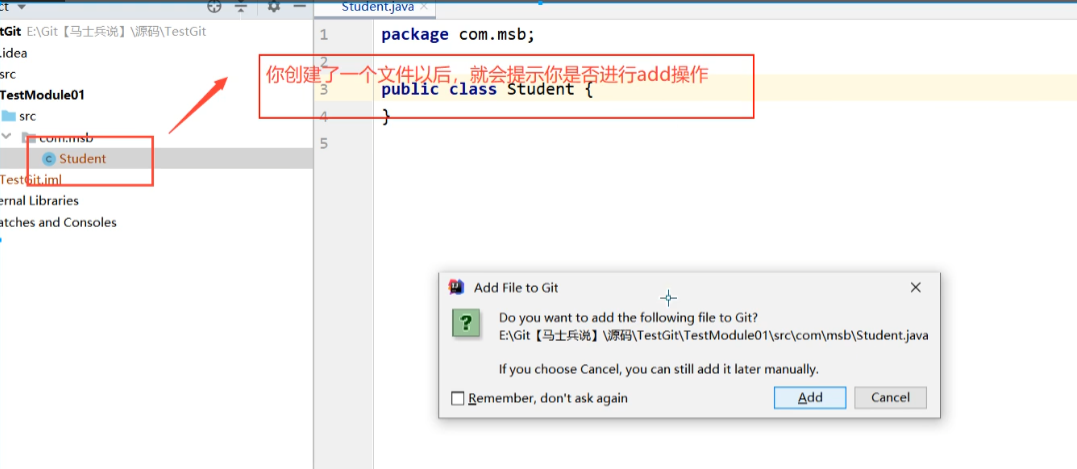 ct
Student.java
tGit E:\Git【马士兵说】\源码\TestGit
.idea
src
TestModule01
src
com.msb
Student
TestGit.iml
ernal Libraries
atches and Consoles
1 package com.msb;
2
你创建了一个文件以后，就会提示你是否进行add操作
3 public class Student {
4 }
5
Add File to Git
Do you want to add the following file to Git?
E:\Git【马士兵说】\源码\TestGit\TestModule01\src\com\msb\Student.java
If you choose Cancel, you can still add it later manually.
Remember, don't ask again
Add
Cancel